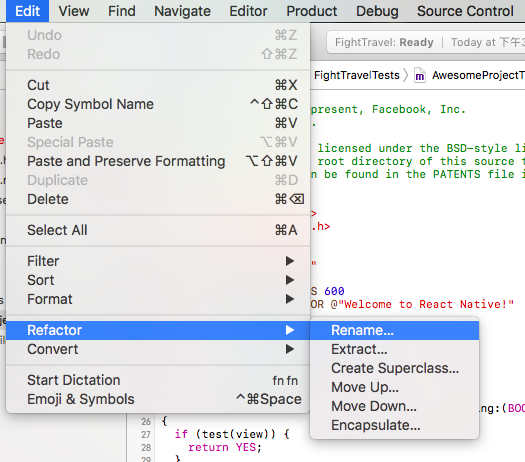 Edit View Find Navigate Editor Product Debug Source Control
FightTravel: Ready | Today at 下午3
Undo ⌘Z
Redo ⇧⌘Z
Cut ⌘X
Copy Symbol Name ^⇧⌘C
Paste ⌘V
Special Paste ⌥⌘V
Paste and Preserve Formatting ⌥⇧⌘V
Duplicate ⌘D
Delete ⌘⌫
Select All ⌘A
Filter ▶
Sort ▶
Format ▶
Refactor ▶
Convert ▶
Start Dictation fn fn
Emoji & Symbols ^⌘Space
Rename...
Extract...
Create Superclass...
Move Up...
Move Down...
Encapsulate...
FightTravelTests 〉 m AwesomeProjectT
present, Facebook, Inc.
.
licensed under the BSD-style li
root directory of this source t
n be found in the PATENTS file i
>
.h>
"
S 600
OR @"Welcome to React Native!"
ing:(BOO
26 {
27 if (test(view)) {
28 return YES;
29 }